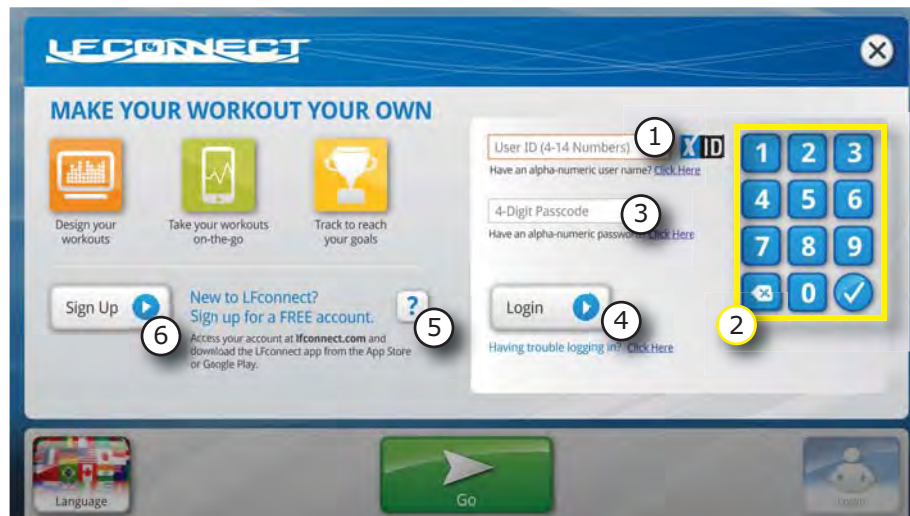 LFCONNECT
MAKE YOUR WORKOUT YOUR OWN
Design your
workouts
Take your workouts
on-the-go
Track to reach
your goals
Sign Up
6
New to LFconnect?
Sign up for a FREE account.
?
5
Access your account at lfconnect.com and
download the LFconnect app from the App Store
or Google Play.
User ID (4-14 Numbers)
1
X ID
Have an alpha-numeric user name? Click Here
4-Digit Passcode
3
Have an alpha-numeric password? Click Here
Login
4
Having trouble logging in? Click Here
1 2 3
4 5 6
7 8 9
0
2
Language
Go